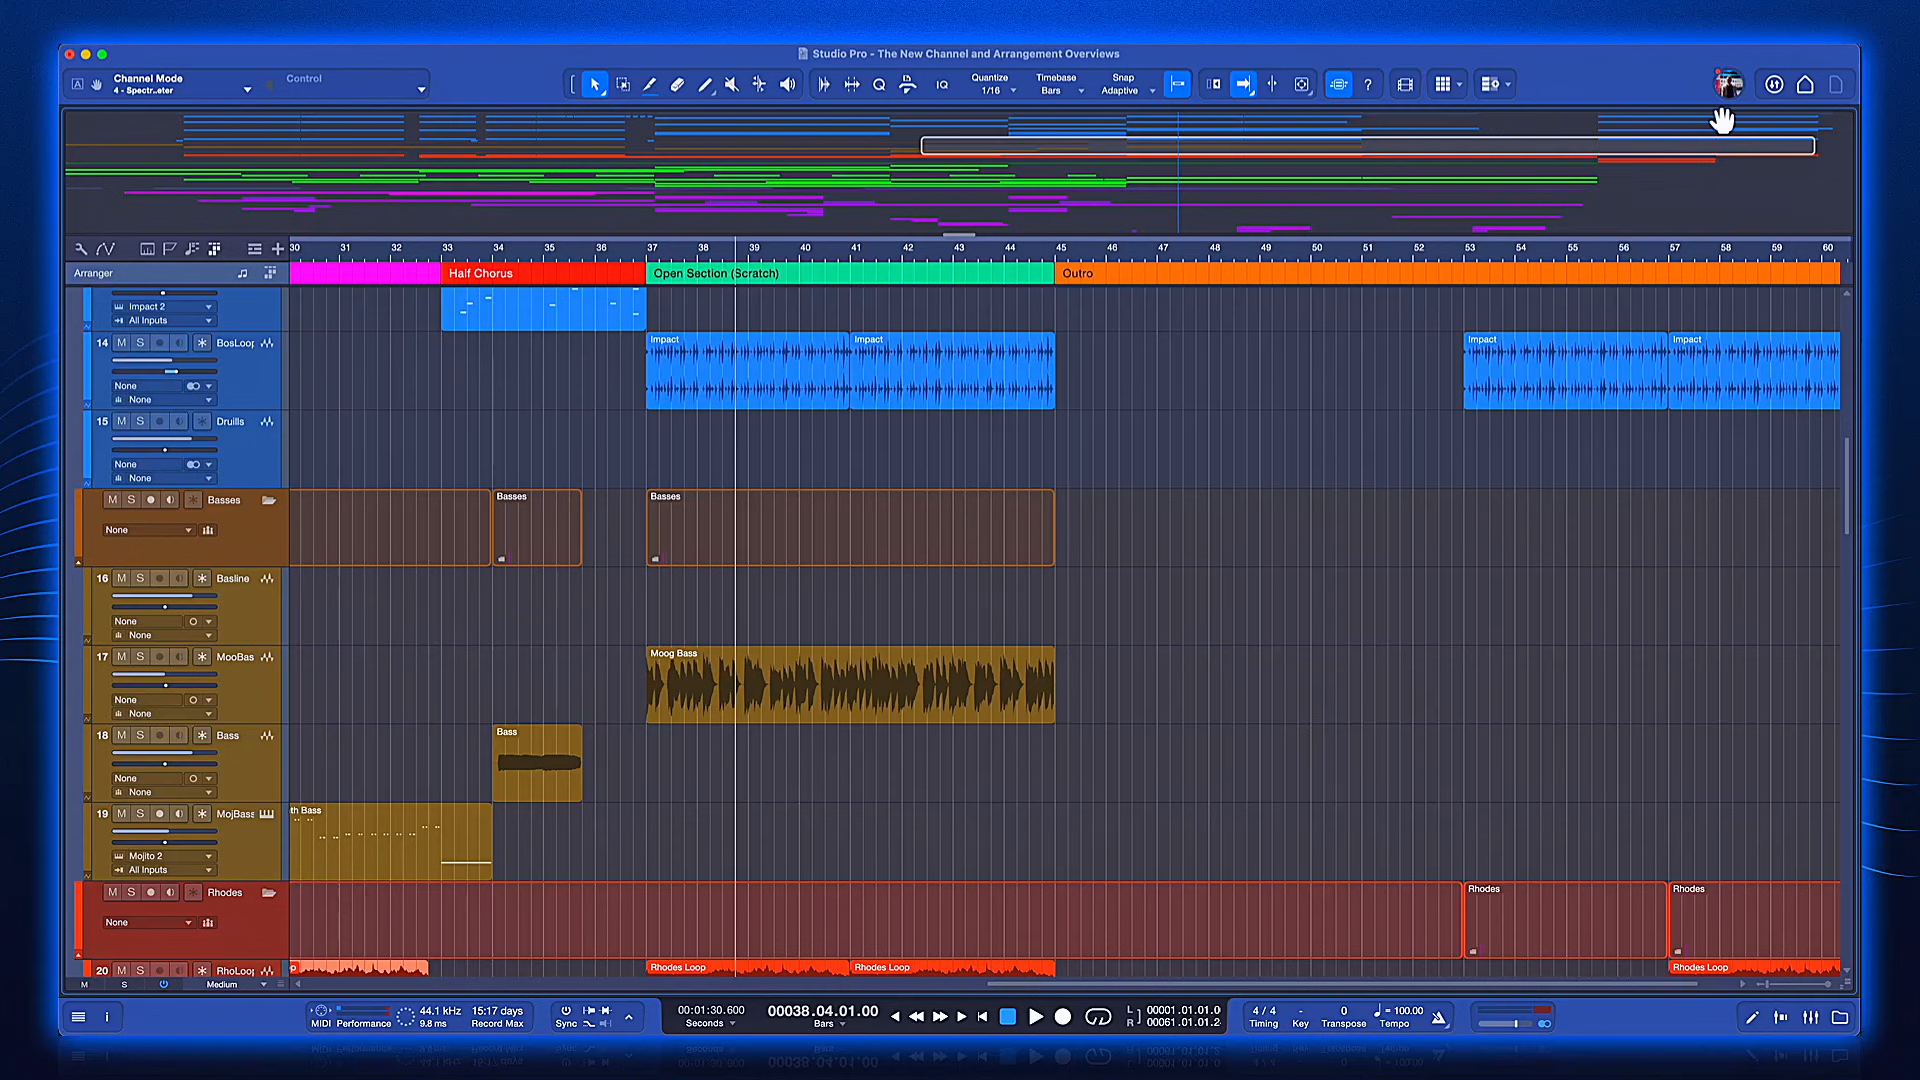 Studio Pro - The New Channel and Arrangement Overviews
A Channel Mode Control
4 - Spectr..eter
IQ Quantize Timebase Snap ?
1/16 Bars Adaptive
30 31 32 33 34 35 36 37 38 39 40 41 42 43 44 45 46 47 48 49 50 51 52 53 54 55 56 57 58 59 60
Arranger Half Chorus Open Section (Scratch) Outro
Impact 2
All Inputs
14 M S BosLoop Impact Impact Impact Impact
None
None
15 M S Druills
None
None
M S Basses Basses Basses
None
16 M S Basline
None
None
17 M S MooBas Moog Bass
None
None
18 M S Bass Bass
None
None
19 M S MojBass th Bass
Mojito 2
All Inputs
M S Rhodes Rhodes Rhodes
None
20 M S RhoLoop Rhodes Loop Rhodes Loop Rhodes Loop
M S Medium
i MIDI Performance 44.1 kHz 15:17 days Sync 00:01:30.600 00038.04.01.00 L 00001.01.01.0 4 / 4 - 0 = 100.00
9.8 ms Record Max Seconds Bars R 00061.01.01.2 Timing Key Transpose Tempo